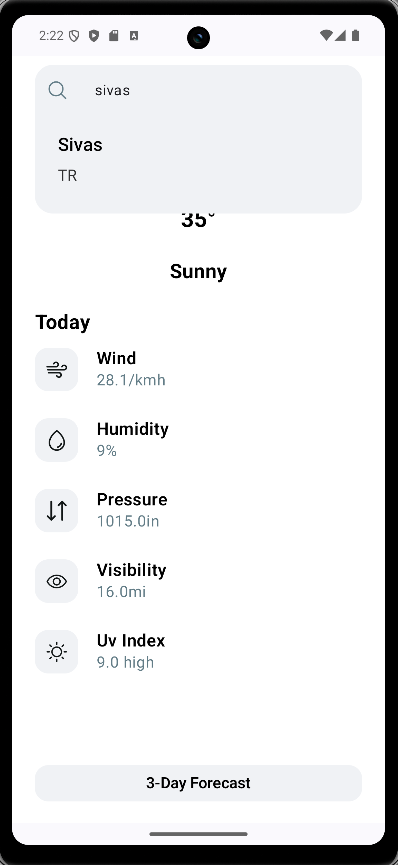 2:22
sivas
Sivas
TR
35°
Sunny
Today
Wind
28.1/kmh
Humidity
9%
Pressure
1015.0in
Visibility
16.0mi
Uv Index
9.0 high
3-Day Forecast